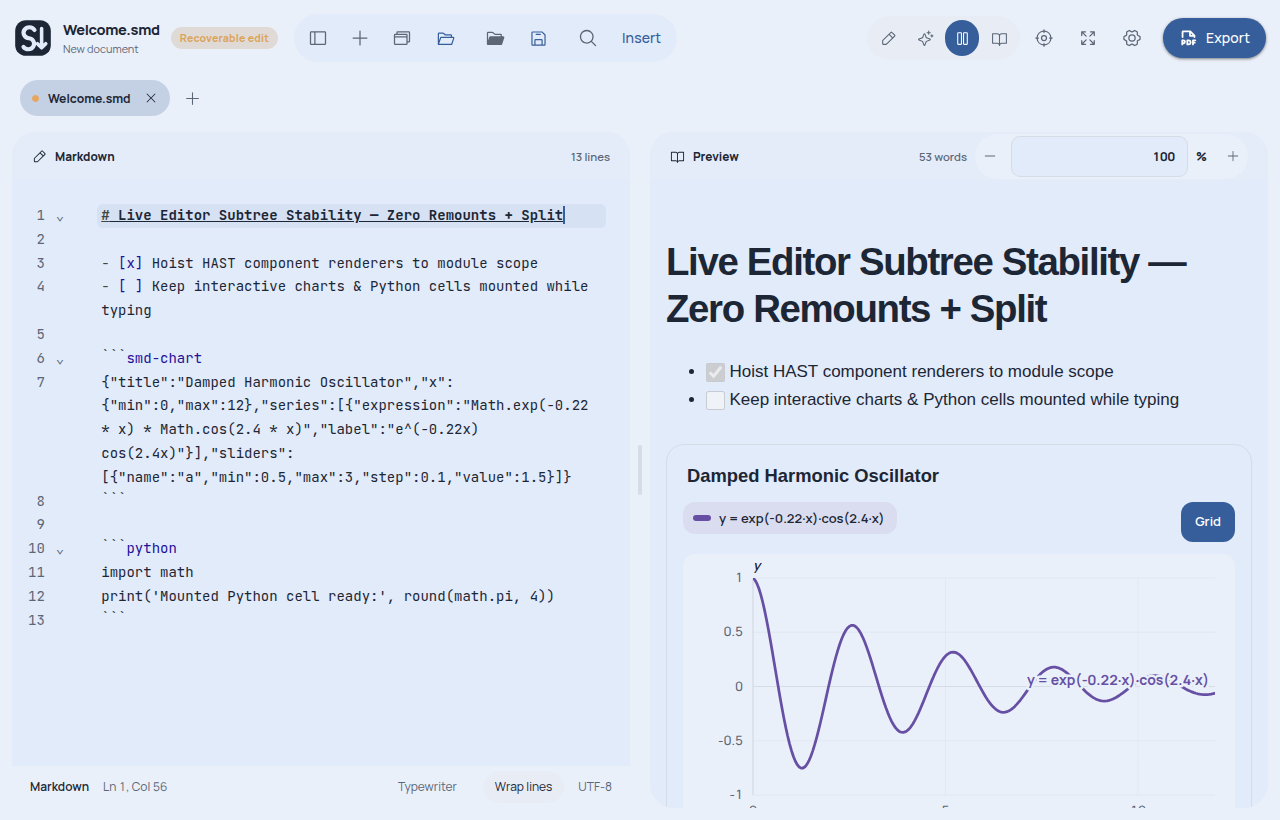 Welcome.smd
New document
Recoverable edit
Insert
PDF
Export
Welcome.smd
Markdown
13 lines
Preview
53 words
100
%
1
# Live Editor Subtree Stability — Zero Remounts + Split
2
3
- [x] Hoist HAST component renderers to module scope
4
- [ ] Keep interactive charts & Python cells mounted while
typing
5
6
```smd-chart
7
{"title":"Damped Harmonic Oscillator","x":
{"min":0,"max":12},"series":[{"expression":"Math.exp(-0.22
* x) * Math.cos(2.4 * x)","label":"e^(-0.22x)
cos(2.4x)"}],"sliders":
[{"name":"a","min":0.5,"max":3,"step":0.1,"value":1.5}]}
8
```
9
10
```python
11
import math
12
print('Mounted Python cell ready:', round(math.pi, 4))
13
```
Markdown
Ln 1, Col 56
Typewriter
Wrap lines
UTF-8
Live Editor Subtree Stability —
Zero Remounts + Split
Hoist HAST component renderers to module scope
Keep interactive charts & Python cells mounted while typing
Damped Harmonic Oscillator
y = exp(-0.22·x)·cos(2.4·x)
Grid
y
1
0.5
0
-0.5
-1
y = exp(-0.22·x)·cos(2.4·x)